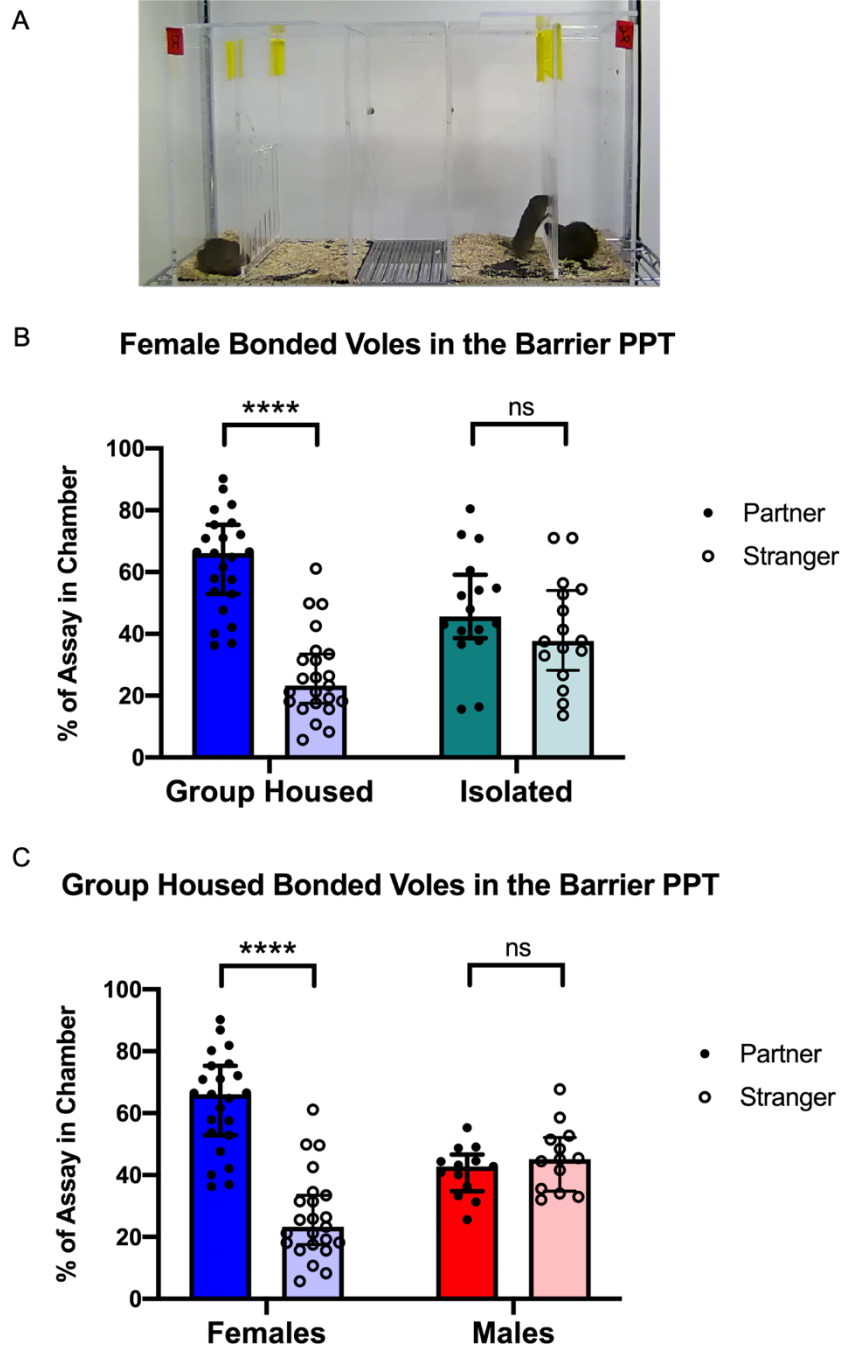 A
B
Female Bonded Voles in the Barrier PPT
****
ns
100
80
60
40
20
0
% of Assay in Chamber
Group Housed
Isolated
Partner
Stranger
C
Group Housed Bonded Voles in the Barrier PPT
****
ns
100
80
60
40
20
0
% of Assay in Chamber
Females
Males
Partner
Stranger